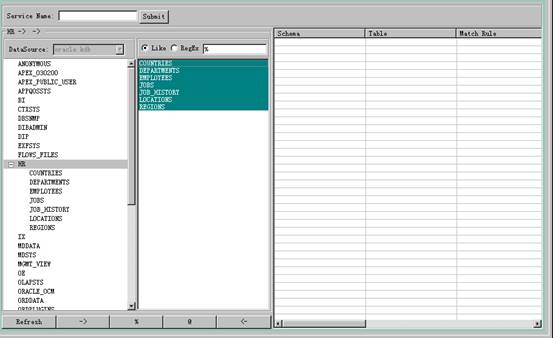 Service Name: Submit
HR -> ->
DataSource: oracle kdb
Like RegEx %
ANONYMOUS
APEX_030200
APEX_PUBLIC_USER
APPQOSSYS
BI
CTXSYS
DBSNMP
DIBADMIN
DIP
EXFSYS
FLOWS_FILES
HR
COUNTRIES
DEPARTMENTS
EMPLOYEES
JOBS
JOB_HISTORY
LOCATIONS
REGIONS
IX
MDDATA
MDSYS
MGMT_VIEW
OE
OLAPSYS
ORACLE_OCM
ORDDATA
ORDPLUGINS
COUNTRIES
DEPARTMENTS
EMPLOYEES
JOBS
JOB_HISTORY
LOCATIONS
REGIONS
Schema Table Match Rule
Refresh -> % @ <-